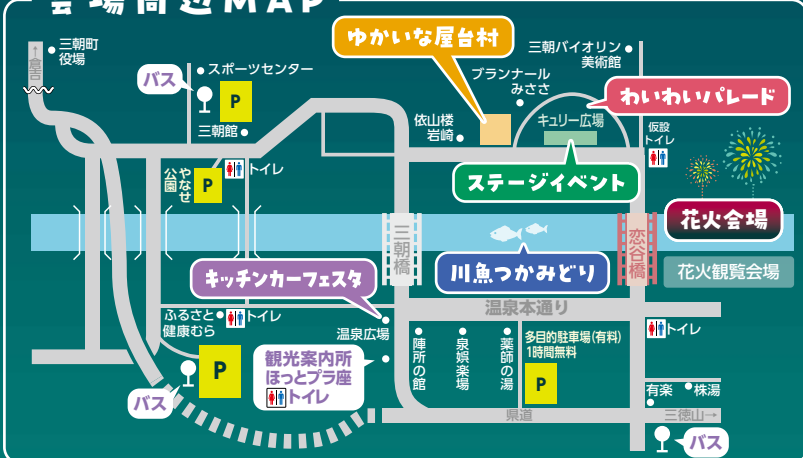 会場周辺MAP
ゆかいな屋台村
三朝バイオリン
美術館
三朝町
役場
↑倉吉
バス
スポーツセンター
P
三朝館
ブランナール
みささ
わいわいパレード
依山楼
岩崎
キュリー広場
仮設
トイレ
ステージイベント
やなせ
公園
P
トイレ
花火会場
三朝橋
恋谷橋
川魚つかみどり
花火観覧会場
キッチンカーフェスタ
温泉本通り
ふるさと
健康むら
トイレ
温泉広場
陣所の館
泉娯楽場
薬師の湯
多目的駐車場(有料)
1時間無料
P
トイレ
観光案内所
ほっとプラ座
トイレ
P
バス
有楽
株湯
県道
三徳山→
バス